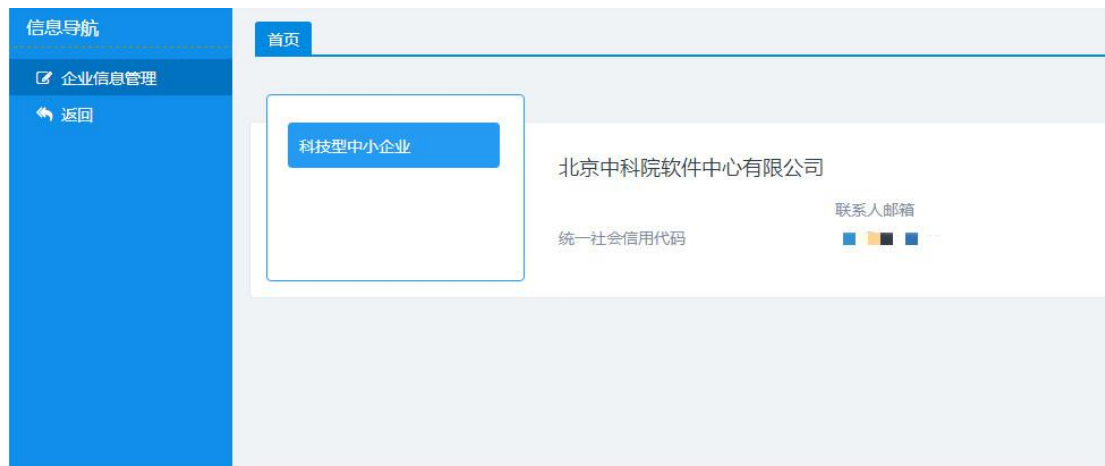 信息导航
首页
企业信息管理
返回
科技型中小企业
北京中科院软件中心有限公司
联系人邮箱
统一社会信用代码